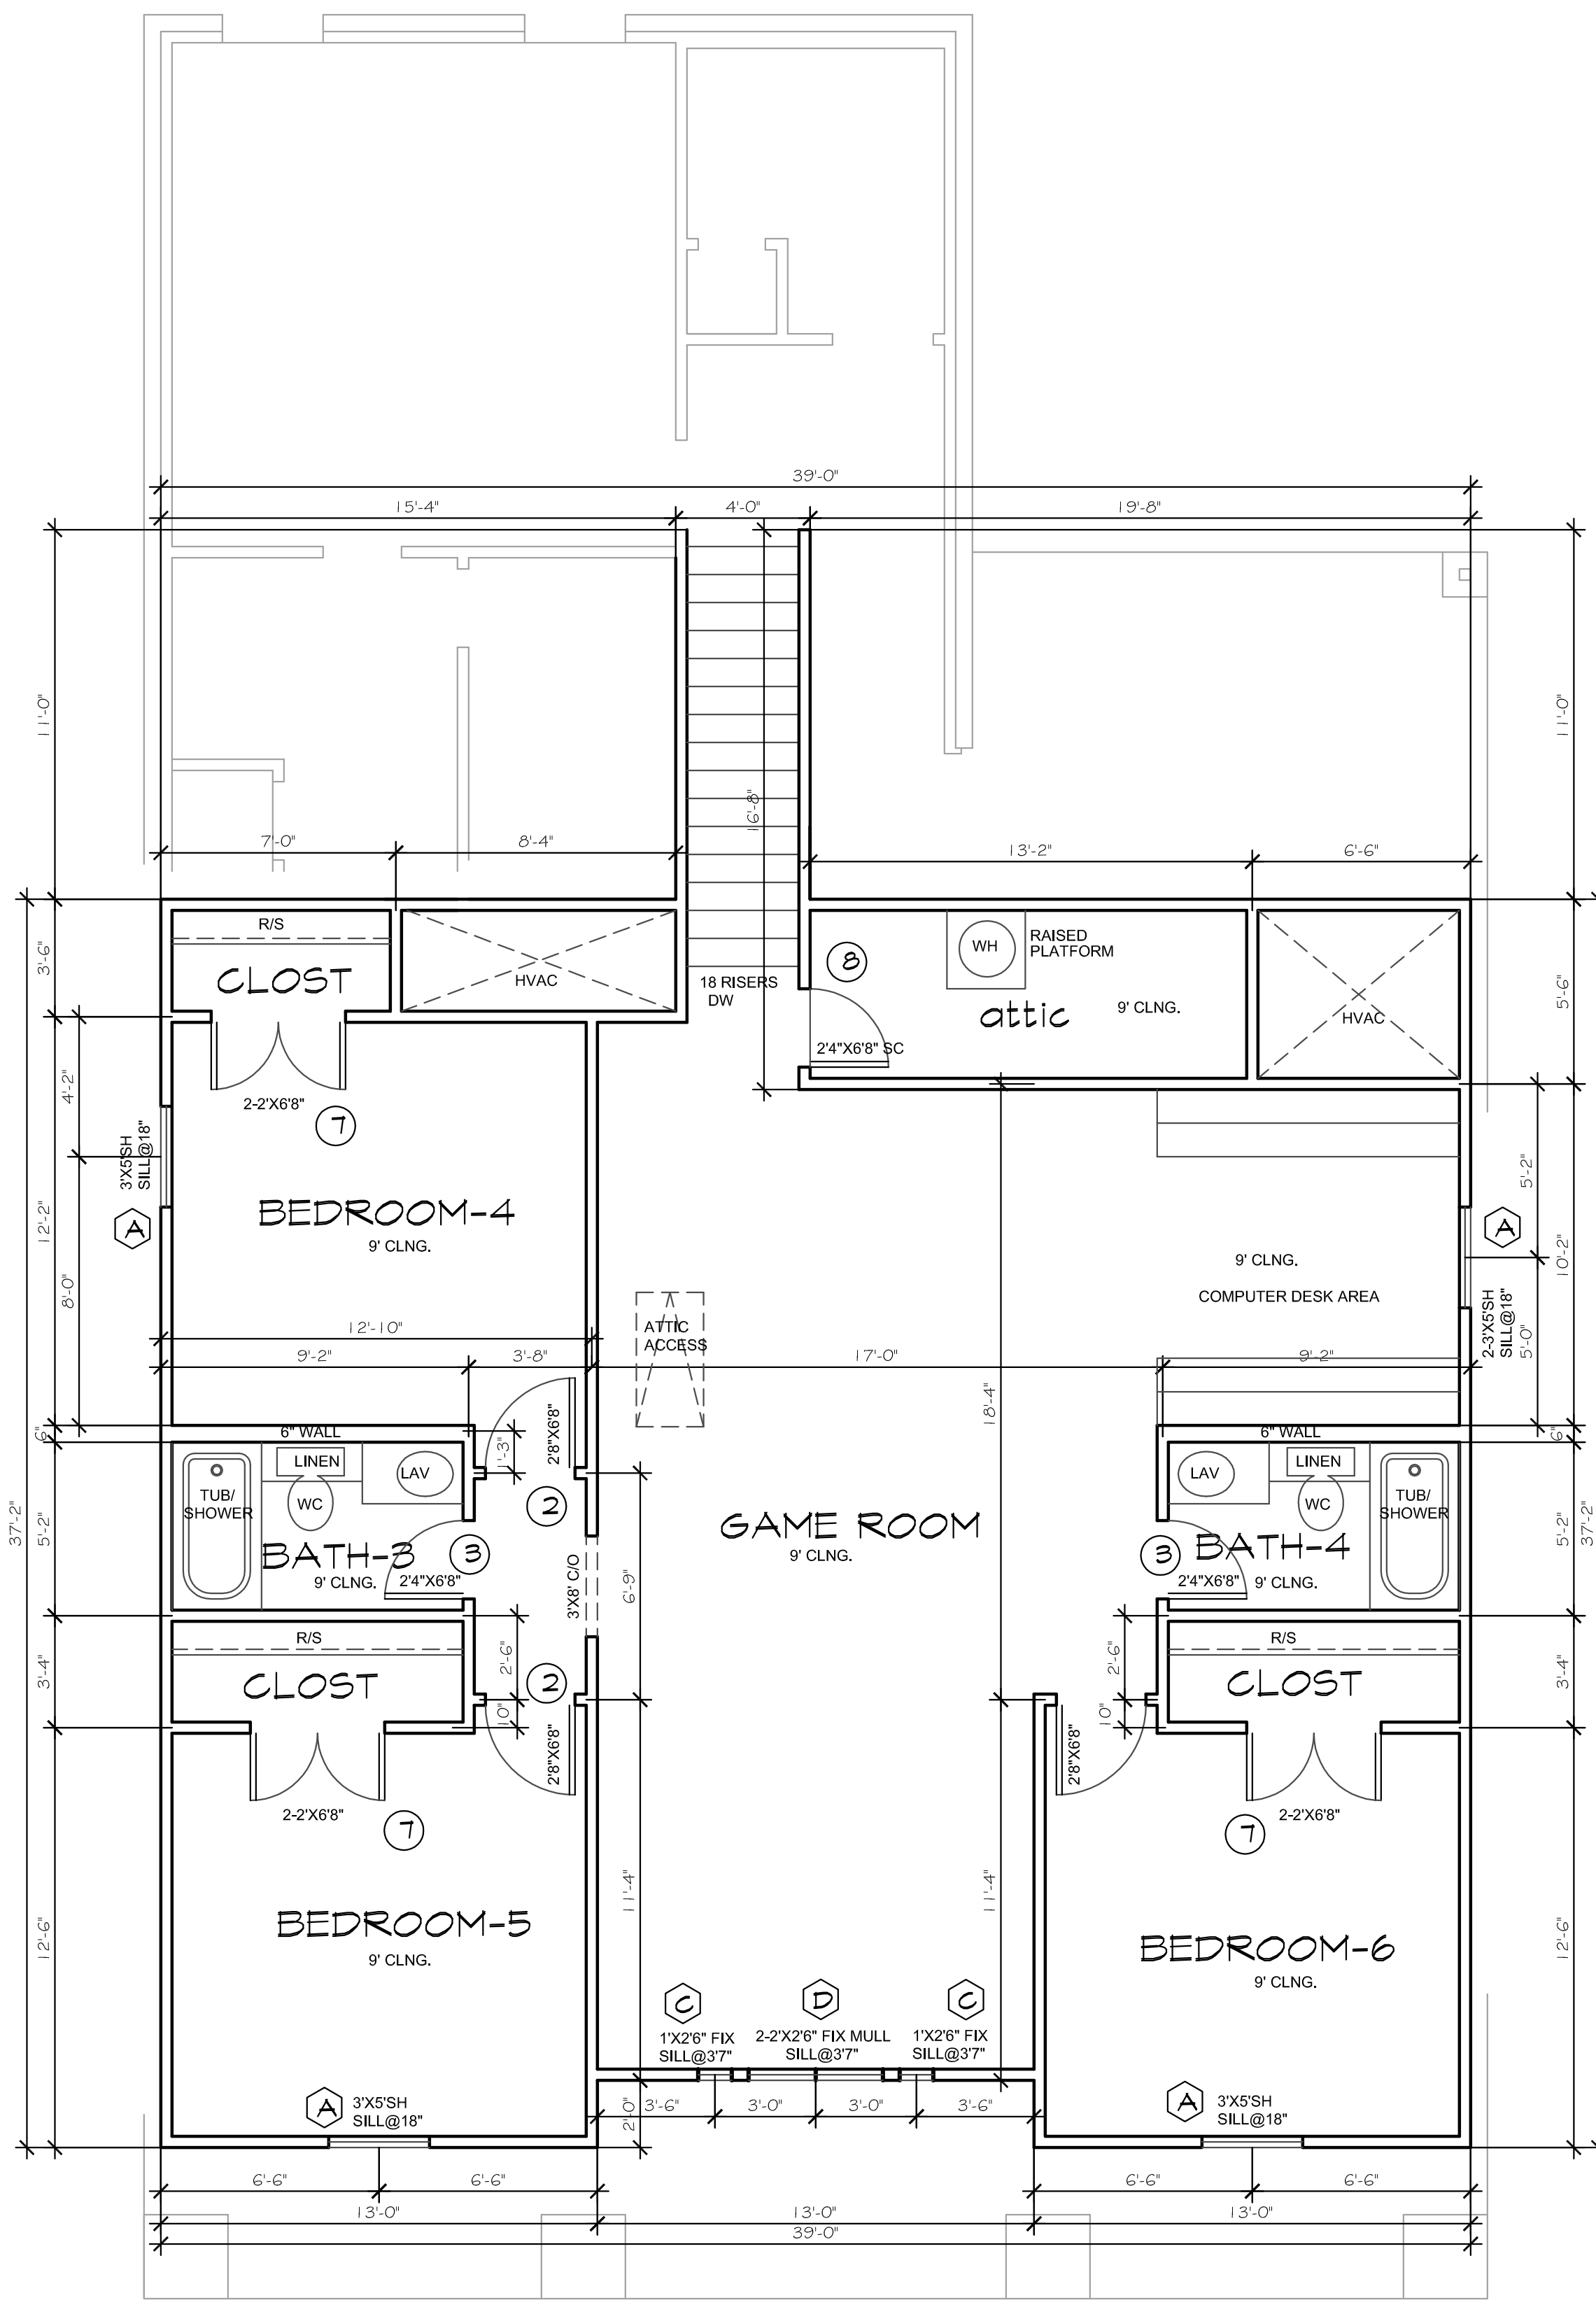 39'-0"
15'-4" 4'-0" 19'-8"
11'-0" 11'-0"
16'-8"
7'-0" 8'-4" 13'-2" 6'-6"
R/S
CLOST
HVAC
18 RISERS
DW
8
WH
RAISED
PLATFORM
attic
9' CLNG.
HVAC
2'4"X6'8" SC
3'-6" 5'-6"
4'-2"
2-2'X6'8"
7
3'X5'SH
SILL@18"
A
BEDROOM-4
9' CLNG.
12'-2"
8'-0"
5'-2"
A
10'-2"
9' CLNG.
COMPUTER DESK AREA
2-3'X5'SH
SILL@18"
5'-0"
ATTIC
ACCESS
12'-10"
9'-2" 3'-8" 17'-0" 9'-2"
18'-4"
6" 6"
6" WALL
LINEN
LAV
WC
TUB/
SHOWER
1'-3"
2'8"X6'8"
2
BATH-3
9' CLNG.
2'4"X6'8"
3
3'X8' C/O
6'-9"
GAME ROOM
9' CLNG.
6" WALL
LAV
LINEN
WC
TUB/
SHOWER
3
BATH-4
2'4"X6'8"
9' CLNG.
37'-2" 5'-2" 5'-2" 37'-2"
R/S
CLOST
2'-6"
2
10"
2'8"X6'8"
3'-4"
2'-6"
10"
2'8"X6'8"
R/S
CLOST
3'-4"
2-2'X6'8"
7
2-2'X6'8"
7
BEDROOM-5
9' CLNG.
11'-4" 11'-4"
BEDROOM-6
9' CLNG.
12'-6" 12'-6"
C D C
1'X2'6" FIX
SILL@3'7"
2-2'X2'6" FIX MULL
SILL@3'7"
1'X2'6" FIX
SILL@3'7"
A
3'X5'SH
SILL@18"
2'-0"
3'-6" 3'-0" 3'-0" 3'-6"
A
3'X5'SH
SILL@18"
6'-6" 6'-6" 6'-6" 6'-6"
13'-0" 13'-0" 13'-0"
39'-0"